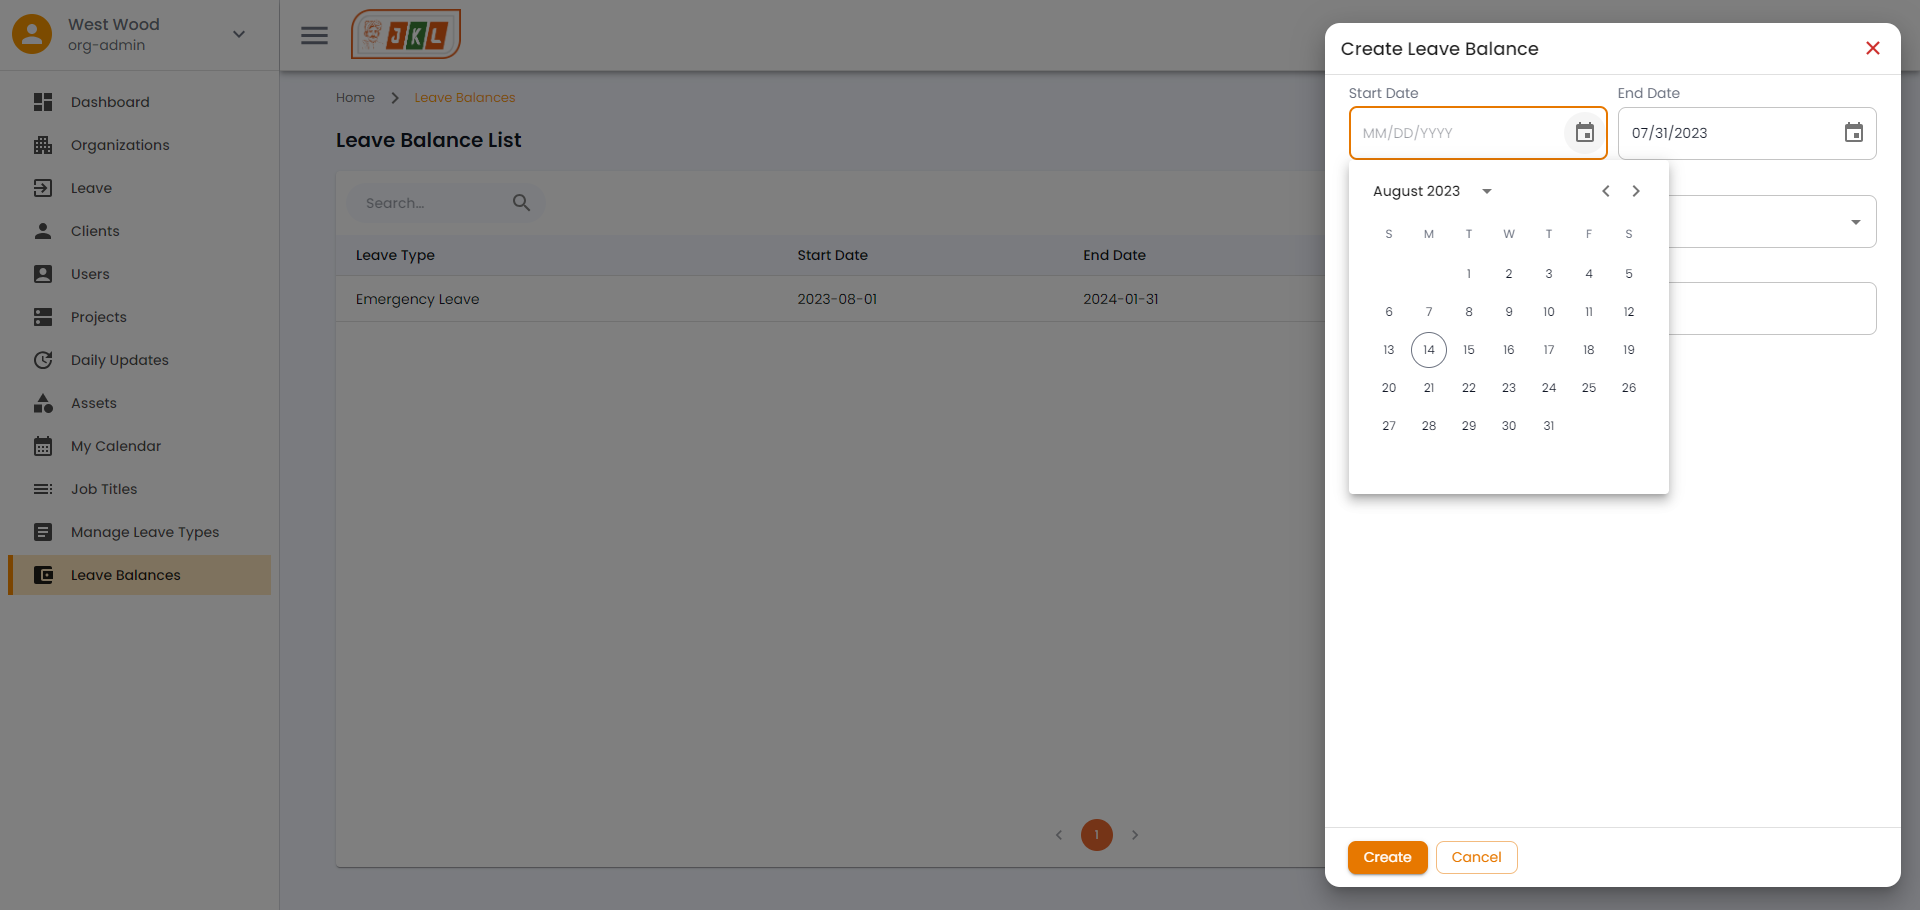 West Wood
org-admin
Dashboard
Organizations
Leave
Clients
Users
Projects
Daily Updates
Assets
My Calendar
Job Titles
Manage Leave Types
Leave Balances
JKL
Home
Leave Balances
Leave Balance List
Search...
Leave Type Start Date End Date
Emergency Leave 2023-08-01 2024-01-31
1
Create Leave Balance
Start Date End Date
MM/DD/YYYY 07/31/2023
August 2023
S M T W T F S
1 2 3 4 5
6 7 8 9 10 11 12
13 14 15 16 17 18 19
20 21 22 23 24 25 26
27 28 29 30 31
Create Cancel